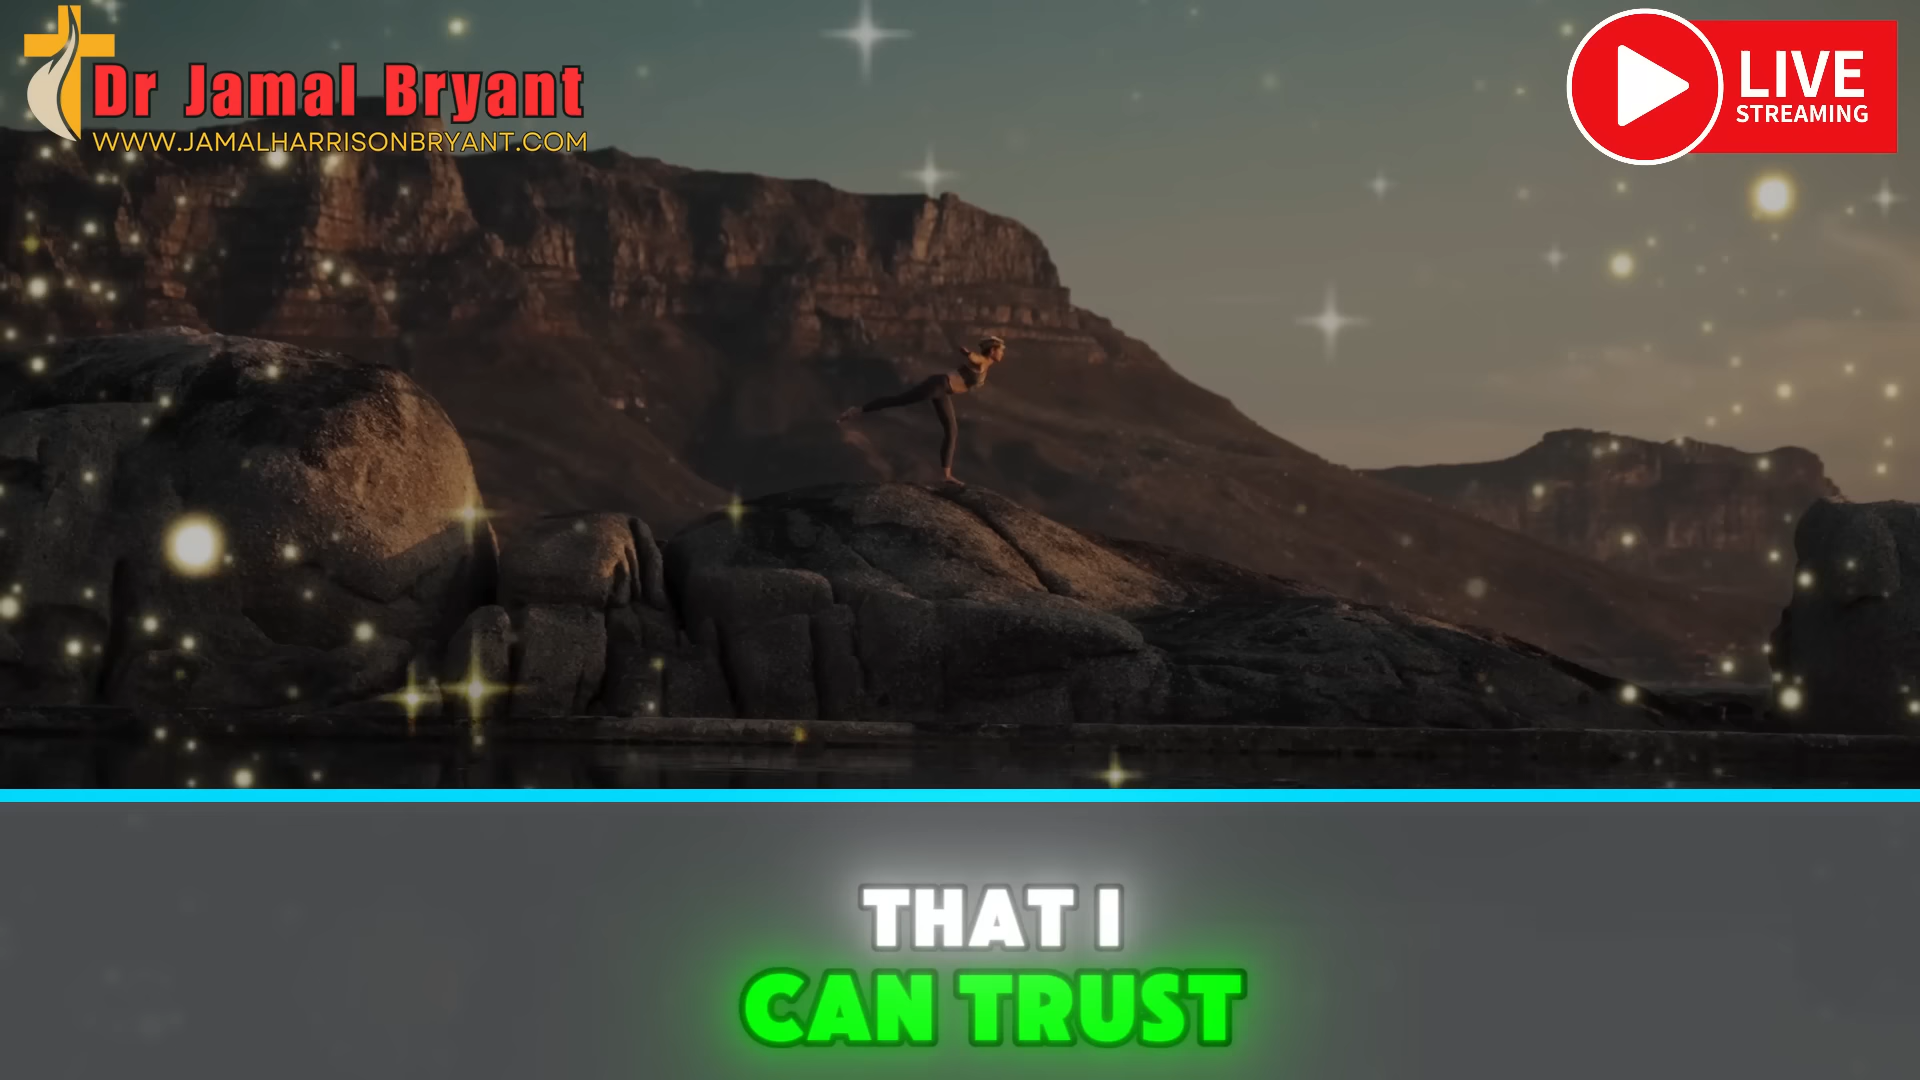 Dr Jamal Bryant
WWW.JAMALHARRISONBRYANT.COM
LIVE
STREAMING
THAT I
CAN TRUST